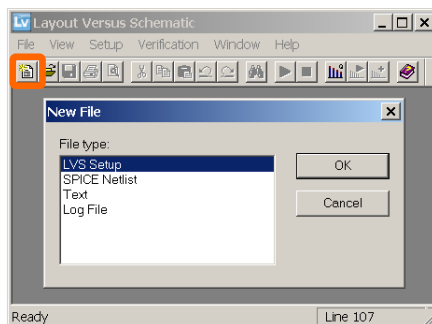 Lv Layout Versus Schematic
File View Setup Verification Window Help
New File
File type:
LVS Setup
SPICE Netlist
Text
Log File
OK
Cancel
Ready
Line 107